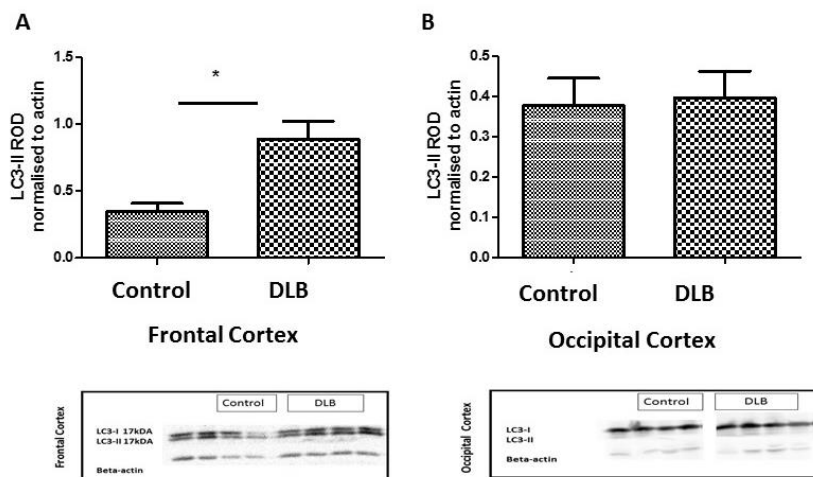 A
LC3-II ROD
normalised to actin
1.5
1.0
0.5
0.0
*
Control DLB
Frontal Cortex
Frontal Cortex
Control DLB
LC3-I 17kDA
LC3-II 17kDA
Beta-actin
B
LC3-II ROD
normalised to actin
0.5
0.4
0.3
0.2
0.1
0.0
Control DLB
Occipital Cortex
Occipital Cortex
Control DLB
LC3-I
LC3-II
Beta-actin